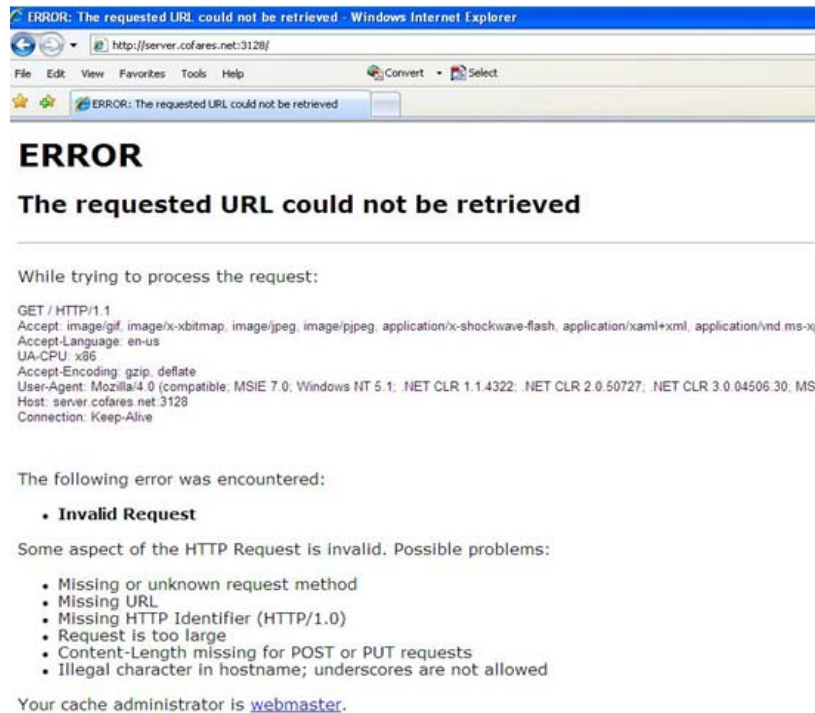 ERROR: The requested URL could not be retrieved - Windows Internet Explorer
http://server.cofares.net:3128/
File Edit View Favorites Tools Help Convert Select
ERROR: The requested URL could not be retrieved
ERROR
The requested URL could not be retrieved
While trying to process the request:
GET / HTTP/1.1
Accept: image/gif, image/x-xbitmap, image/jpeg, image/pjpeg, application/x-shockwave-flash, application/xaml+xml, application/vnd.ms-xp
Accept-Language: en-us
UA-CPU: x86
Accept-Encoding: gzip, deflate
User-Agent: Mozilla/4.0 (compatible; MSIE 7.0; Windows NT 5.1; .NET CLR 1.1.4322; .NET CLR 2.0.50727; .NET CLR 3.0.04506.30; MS
Host: server.cofares.net:3128
Connection: Keep-Alive
The following error was encountered:
• Invalid Request
Some aspect of the HTTP Request is invalid. Possible problems:
• Missing or unknown request method
• Missing URL
• Missing HTTP Identifier (HTTP/1.0)
• Request is too large
• Content-Length missing for POST or PUT requests
• Illegal character in hostname; underscores are not allowed
Your cache administrator is webmaster.